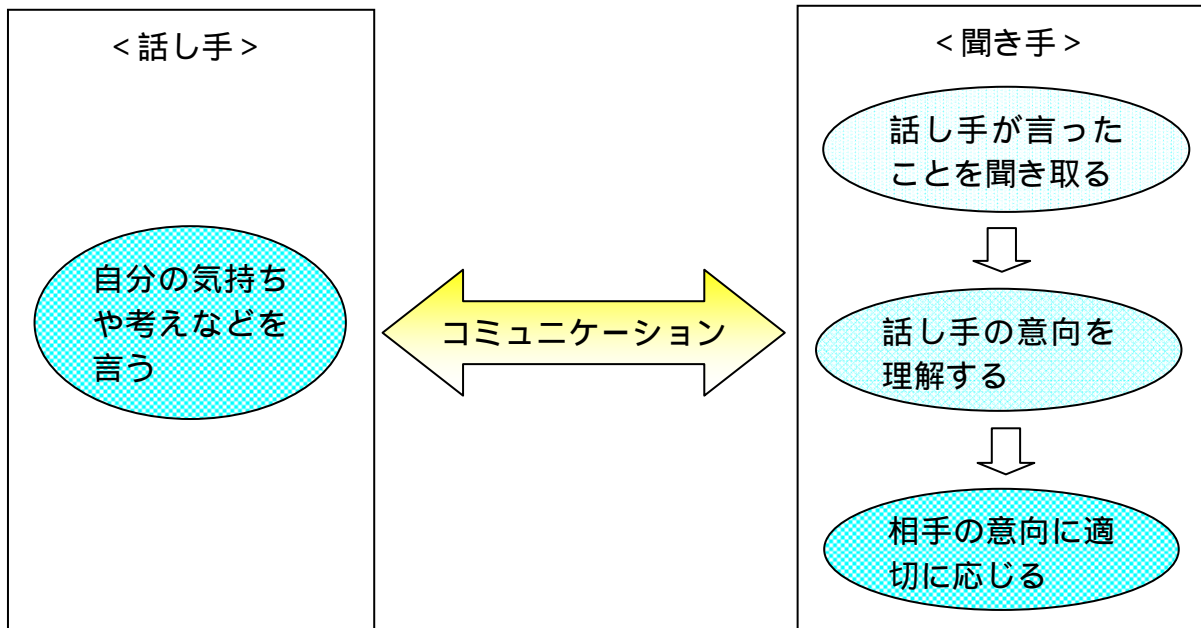 ＜話し手＞
自分の気持ち
や考えなどを
言う
コミュニケーション
＜聞き手＞
話し手が言った
ことを聞き取る
話し手の意向を
理解する
相手の意向に適
切に応じる